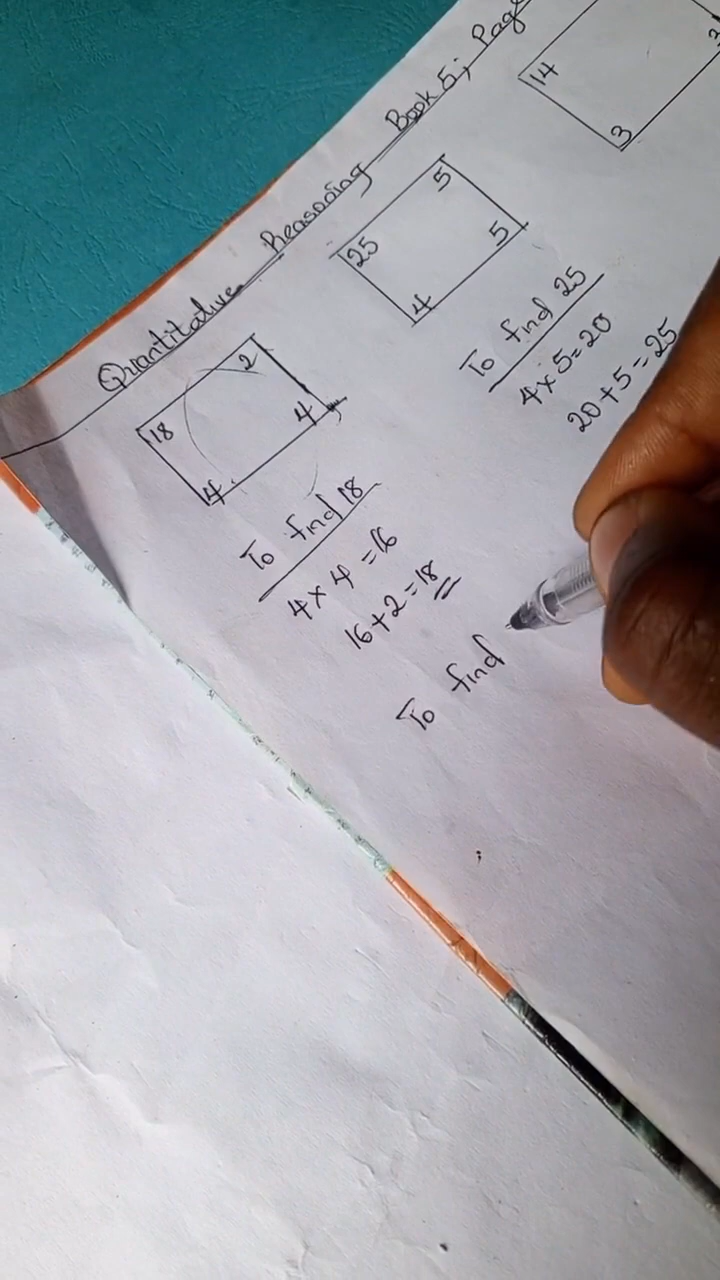 Quantitative Reasoning Book 5; Page
18 2
4 4
To find 18
4 x 4 = 16
16 + 2 = 18
To find
25 5
4 5
To find 25
4 x 5 = 20
20 + 5 = 25
14
3